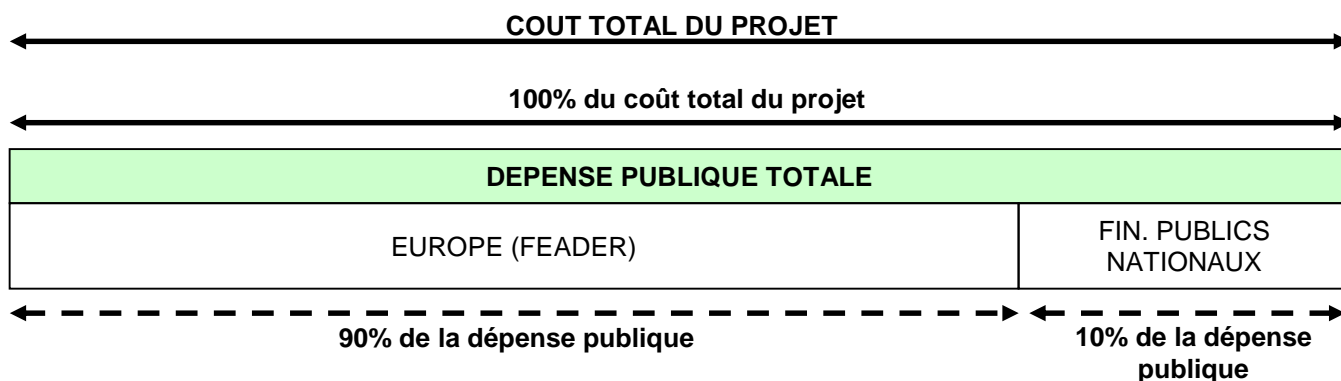 COUT TOTAL DU PROJET
100% du coût total du projet
DEPENSE PUBLIQUE TOTALE
EUROPE (FEADER)
FIN. PUBLICS
NATIONAUX
90% de la dépense publique
10% de la dépense
publique